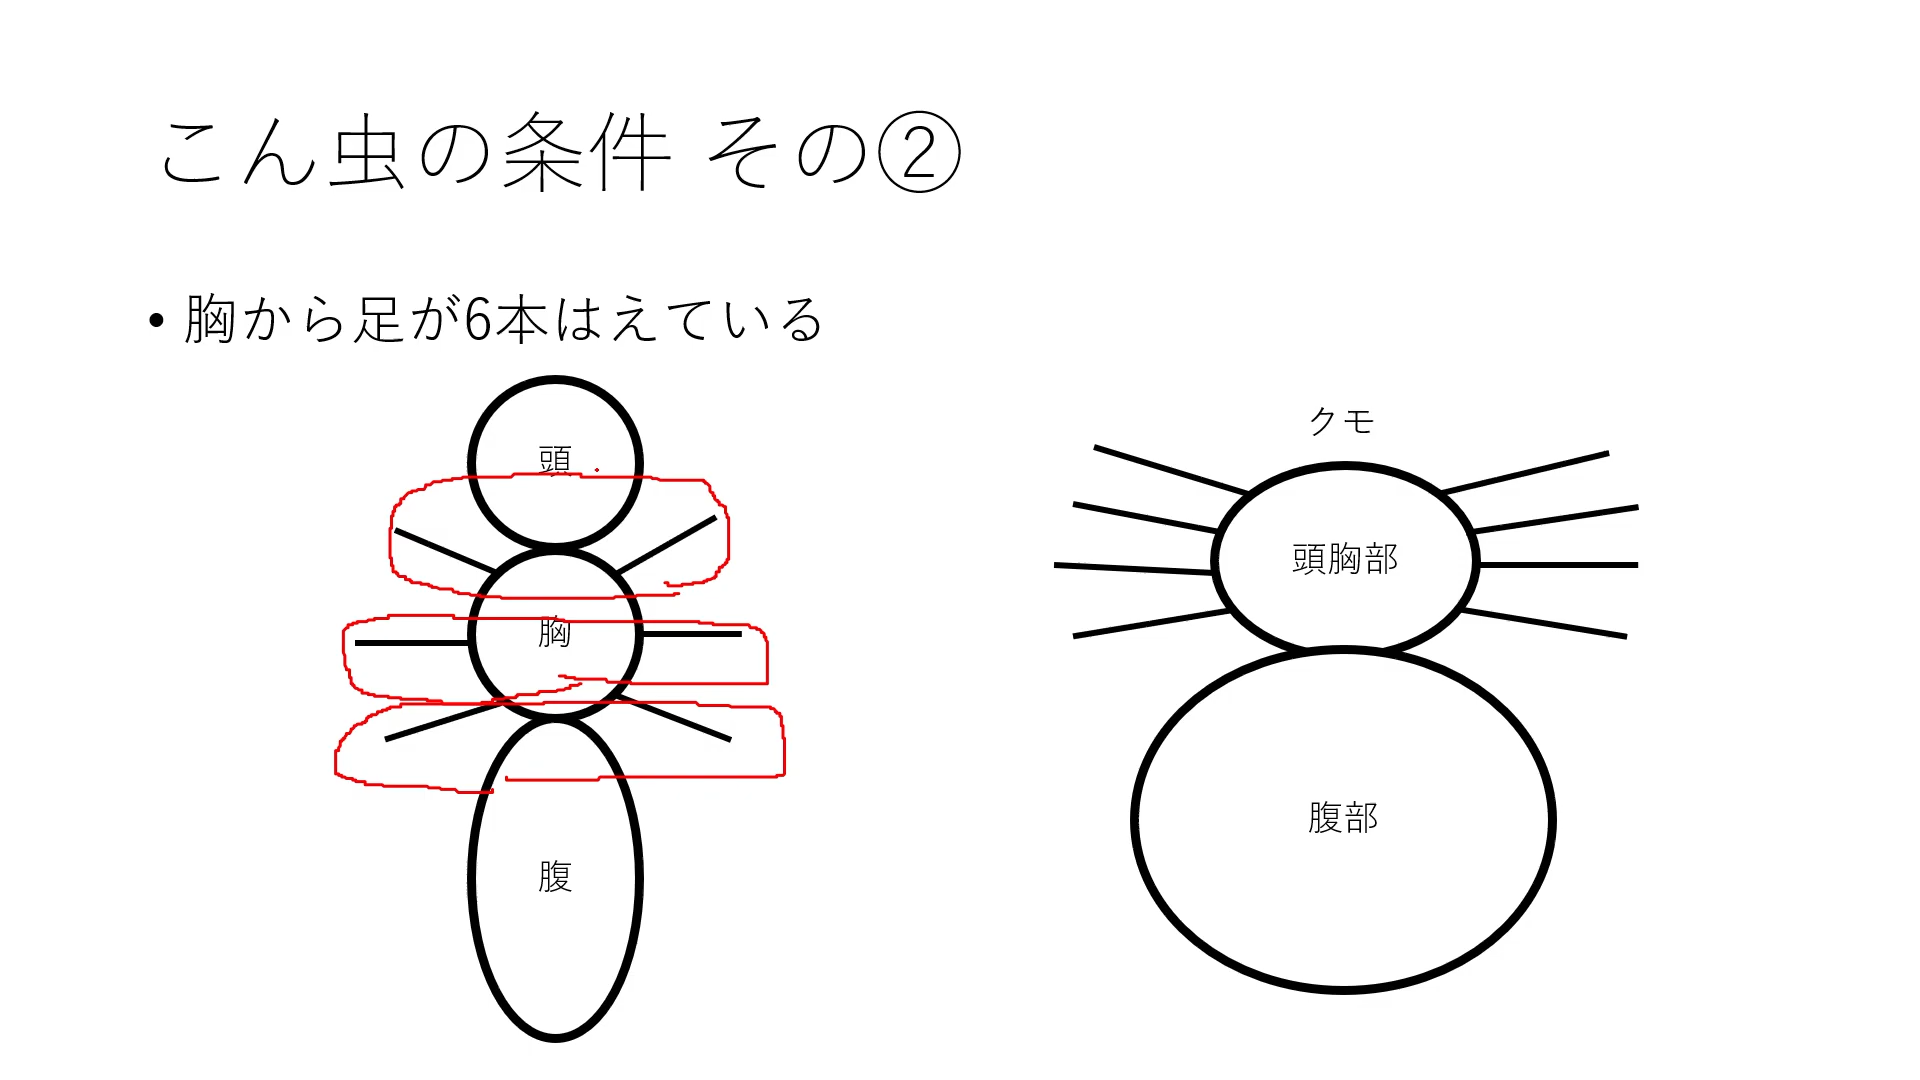 こん虫の条件 その②
• 胸から足が6本はえている
頭
胸
腹
クモ
頭胸部
腹部